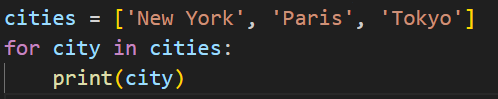 cities = ['New York', 'Paris', 'Tokyo']
for city in cities:
    print(city)